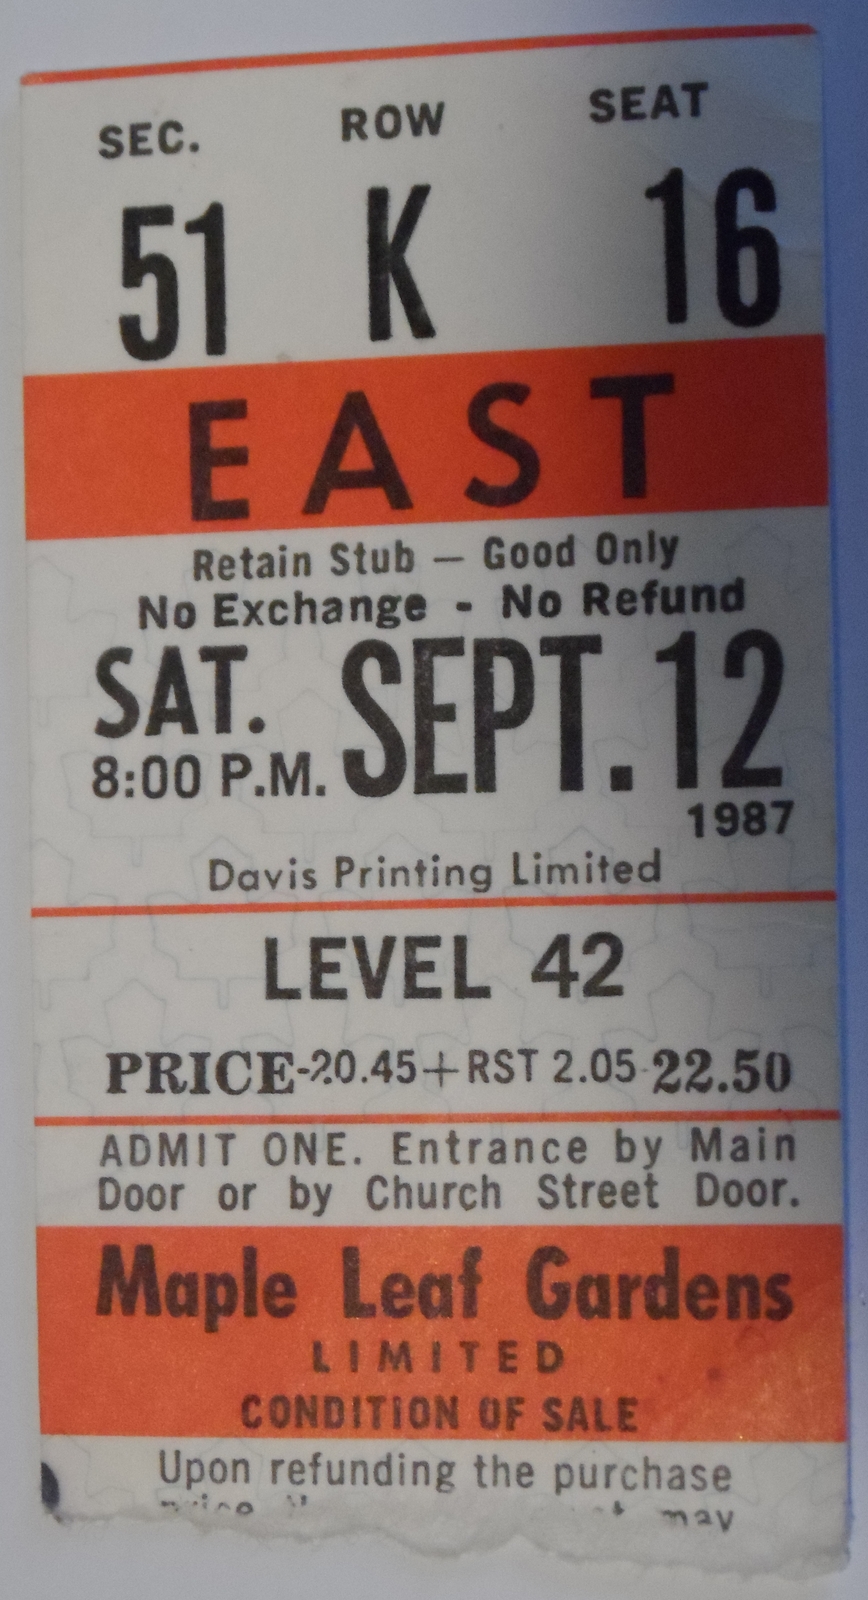 SEC. ROW SEAT
51 K 16
EAST
Retain Stub — Good Only
No Exchange - No Refund
SAT. SEPT. 12
8:00 P.M.
1987
Davis Printing Limited
LEVEL 42
PRICE-20.45+RST 2.05-22.50
ADMIT ONE. Entrance by Main
Door or by Church Street Door.
Maple Leaf Gardens
LIMITED
CONDITION OF SALE
Upon refunding the purchase
price may